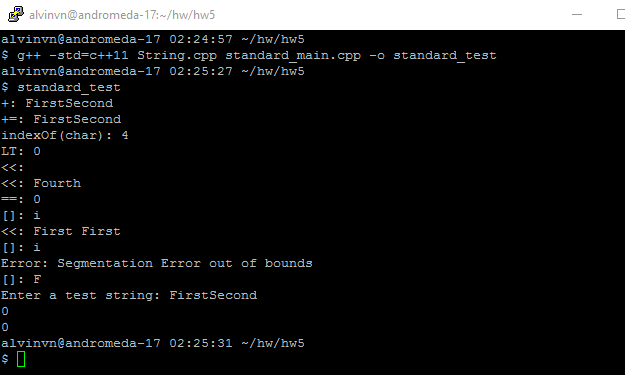 alvinvn@andromeda-17:~/hw/hw5
alvinvn@andromeda-17 02:24:57 ~/hw/hw5
$ g++ -std=c++11 String.cpp standard_main.cpp -o standard_test
alvinvn@andromeda-17 02:25:27 ~/hw/hw5
$ standard_test
+: FirstSecond
+=: FirstSecond
indexOf(char): 4
LT: 0
<<:
<<: Fourth
==: 0
[]: i
<<: First First
[]: i
Error: Segmentation Error out of bounds
[]: F
Enter a test string: FirstSecond
0
0
alvinvn@andromeda-17 02:25:31 ~/hw/hw5
$